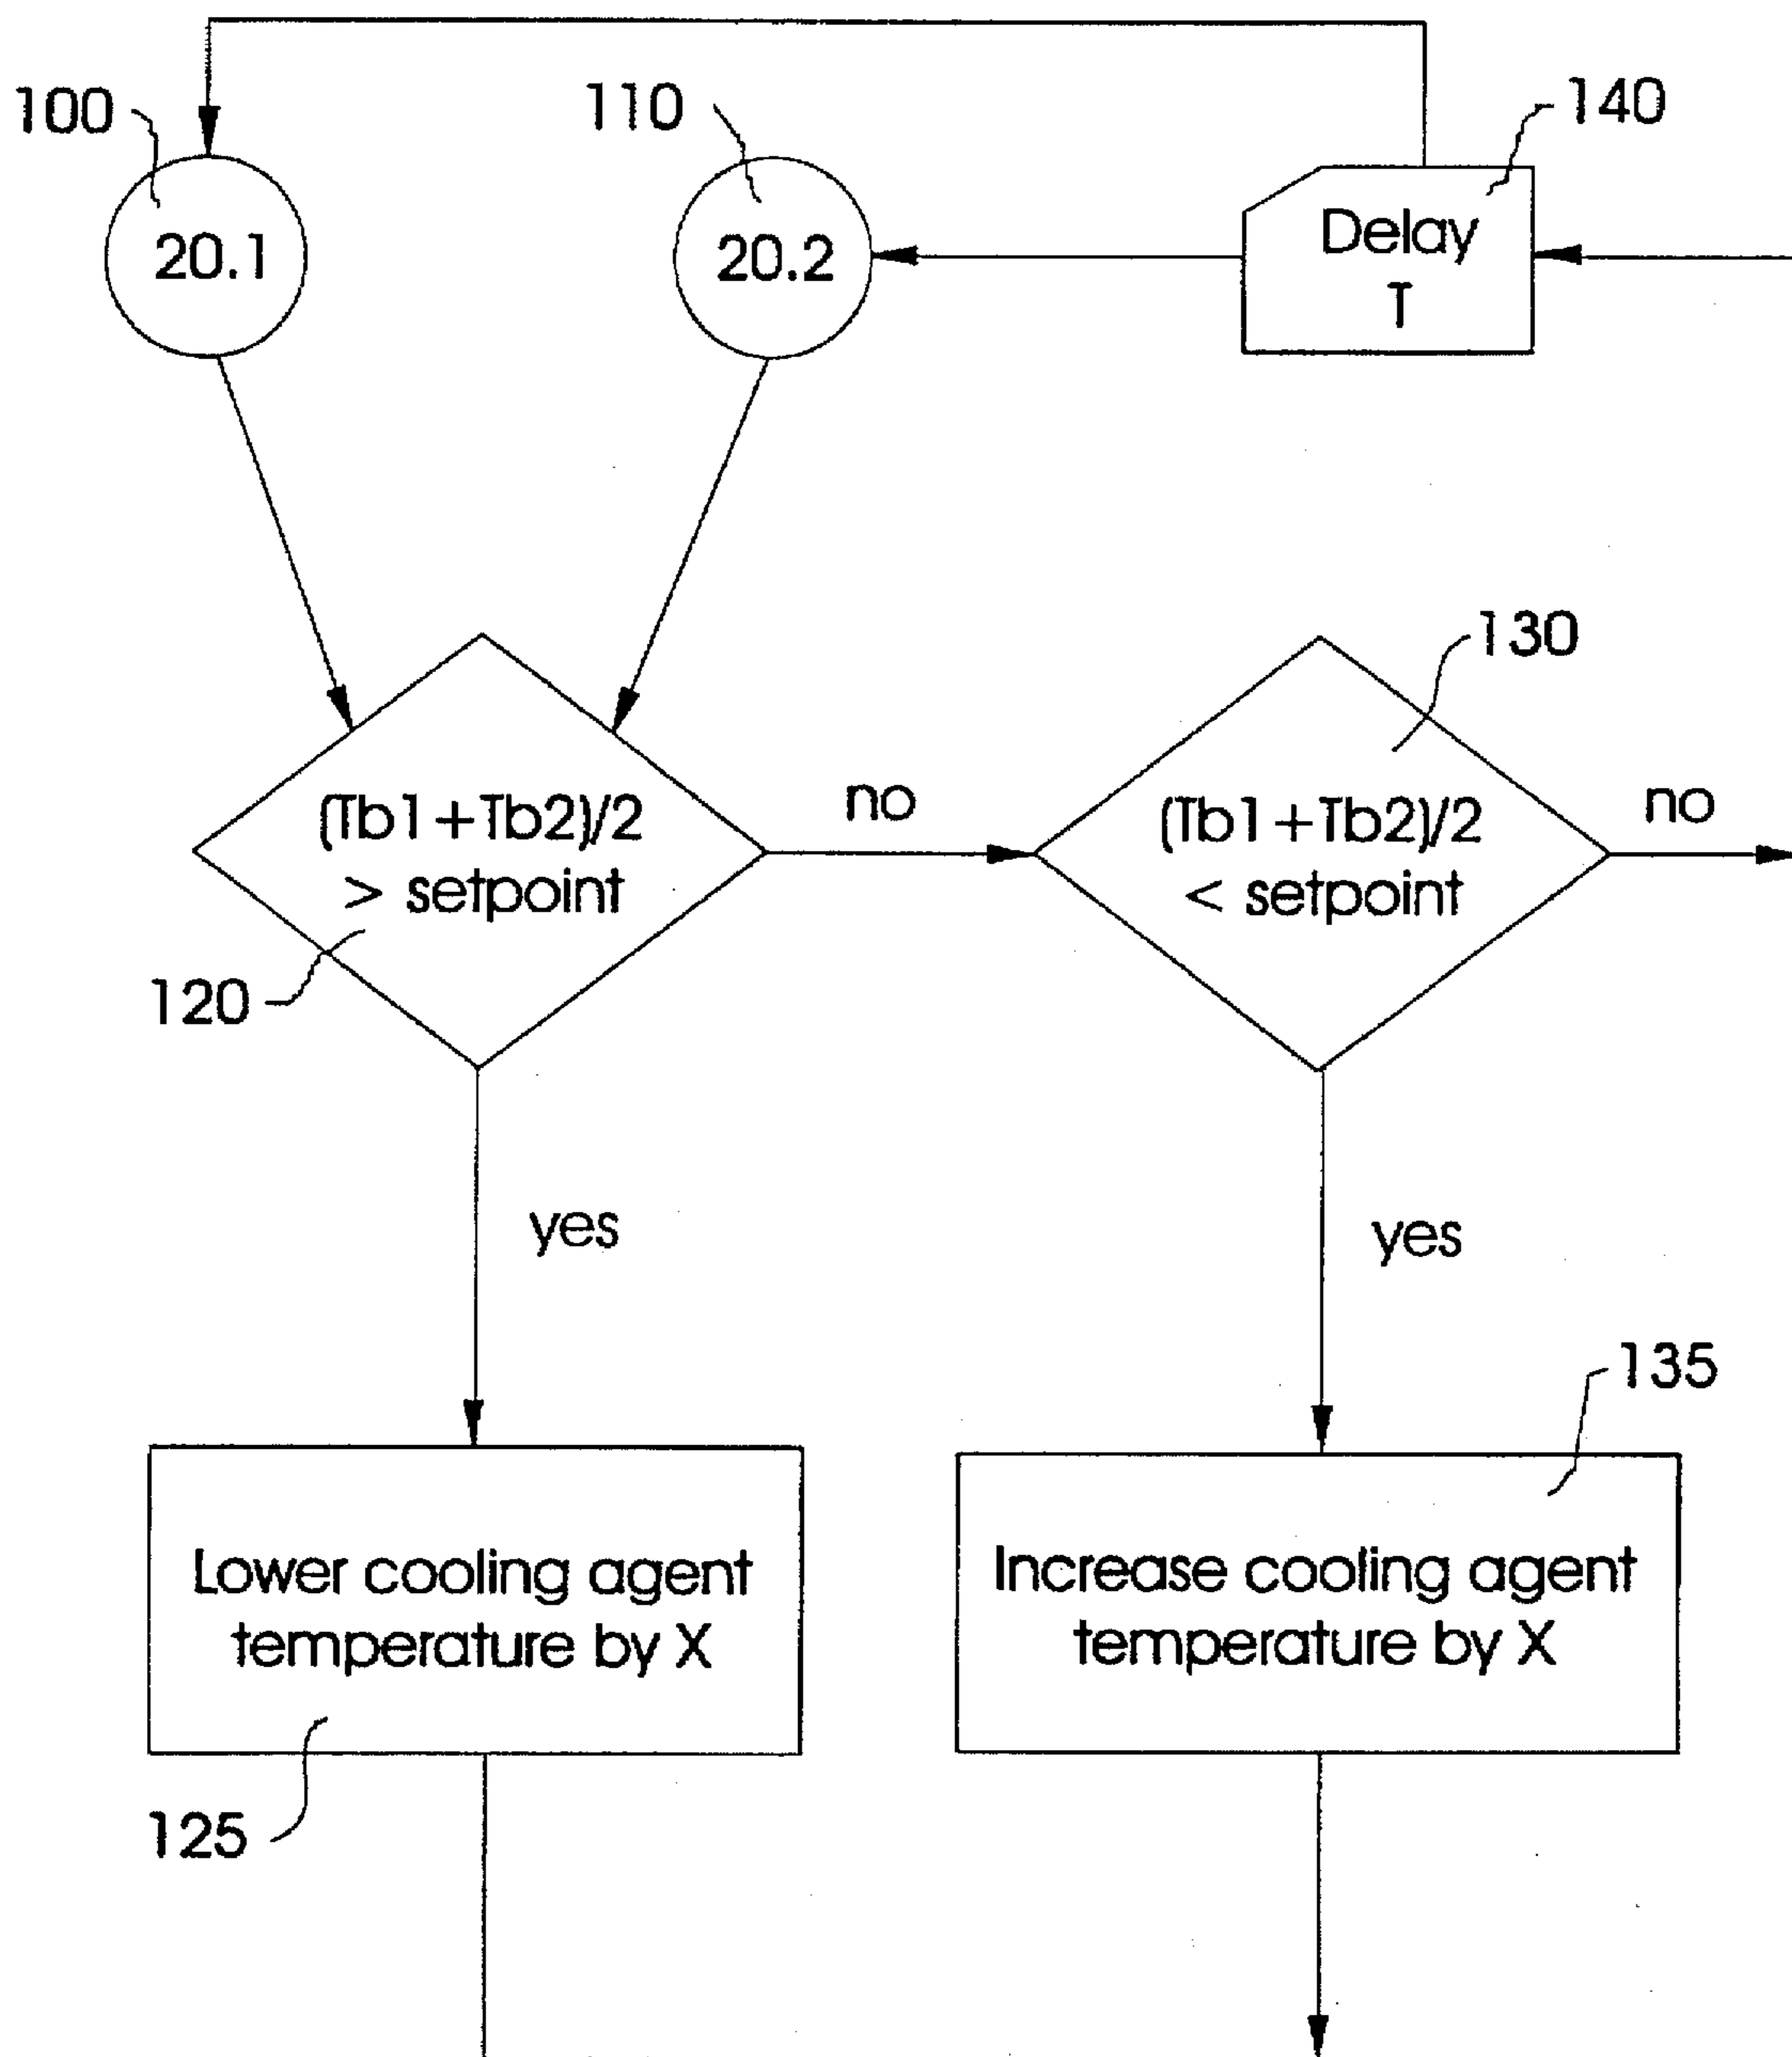 100
110
140
20.1
20.2
Delay
T
130
(Tb1+Tb2)/2
> setpoint
no
(Tb1+Tb2)/2
< setpoint
no
120
yes
yes
135
Lower cooling agent
temperature by X
Increase cooling agent
temperature by X
125